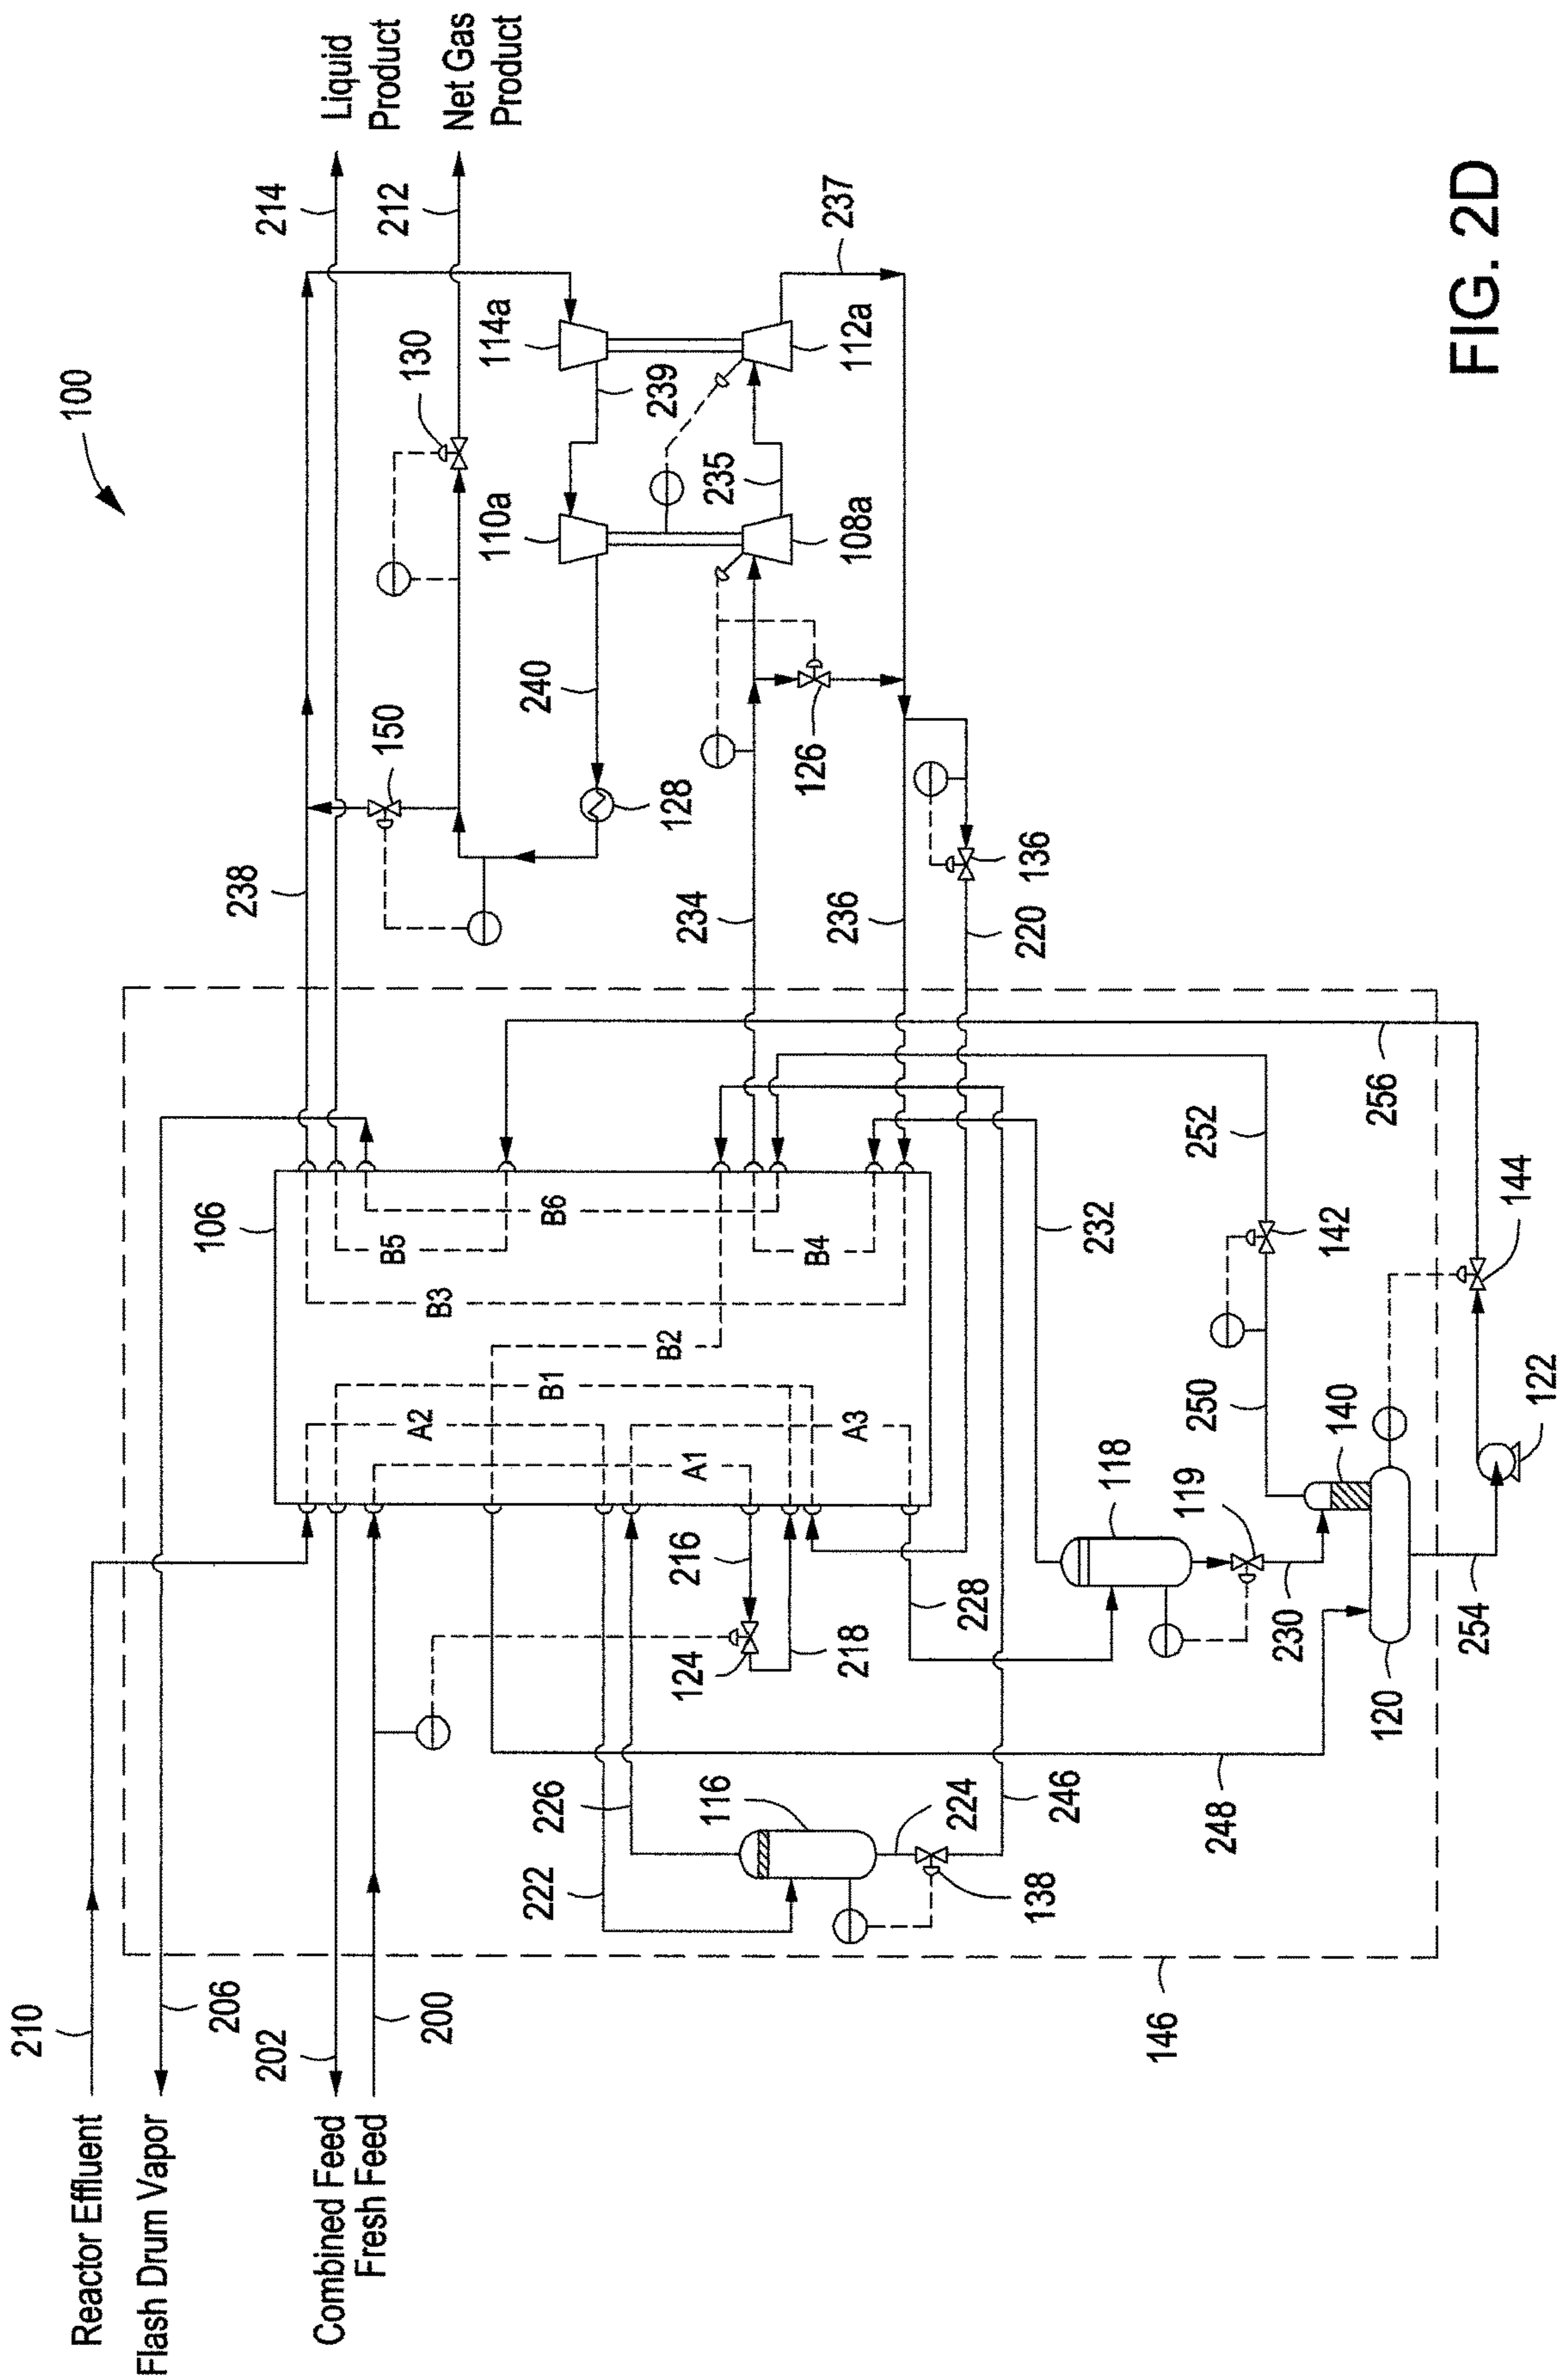 100
Reactor Effluent
210
Flash Drum Vapor
206
Combined Feed
202
Fresh Feed
200
Liquid
Product
214
Net Gas
Product
212
130
150
238
114a
110a
239
240
128
237
112a
235
108a
234
126
236
136
220
106
B6
B5
B4
B3
B2
B1
A2
A1
A3
216
124
218
228
226
222
116
224
138
246
248
118
119
232
230
250
252
142
140
256
144
122
120
254
146
FIG. 2D